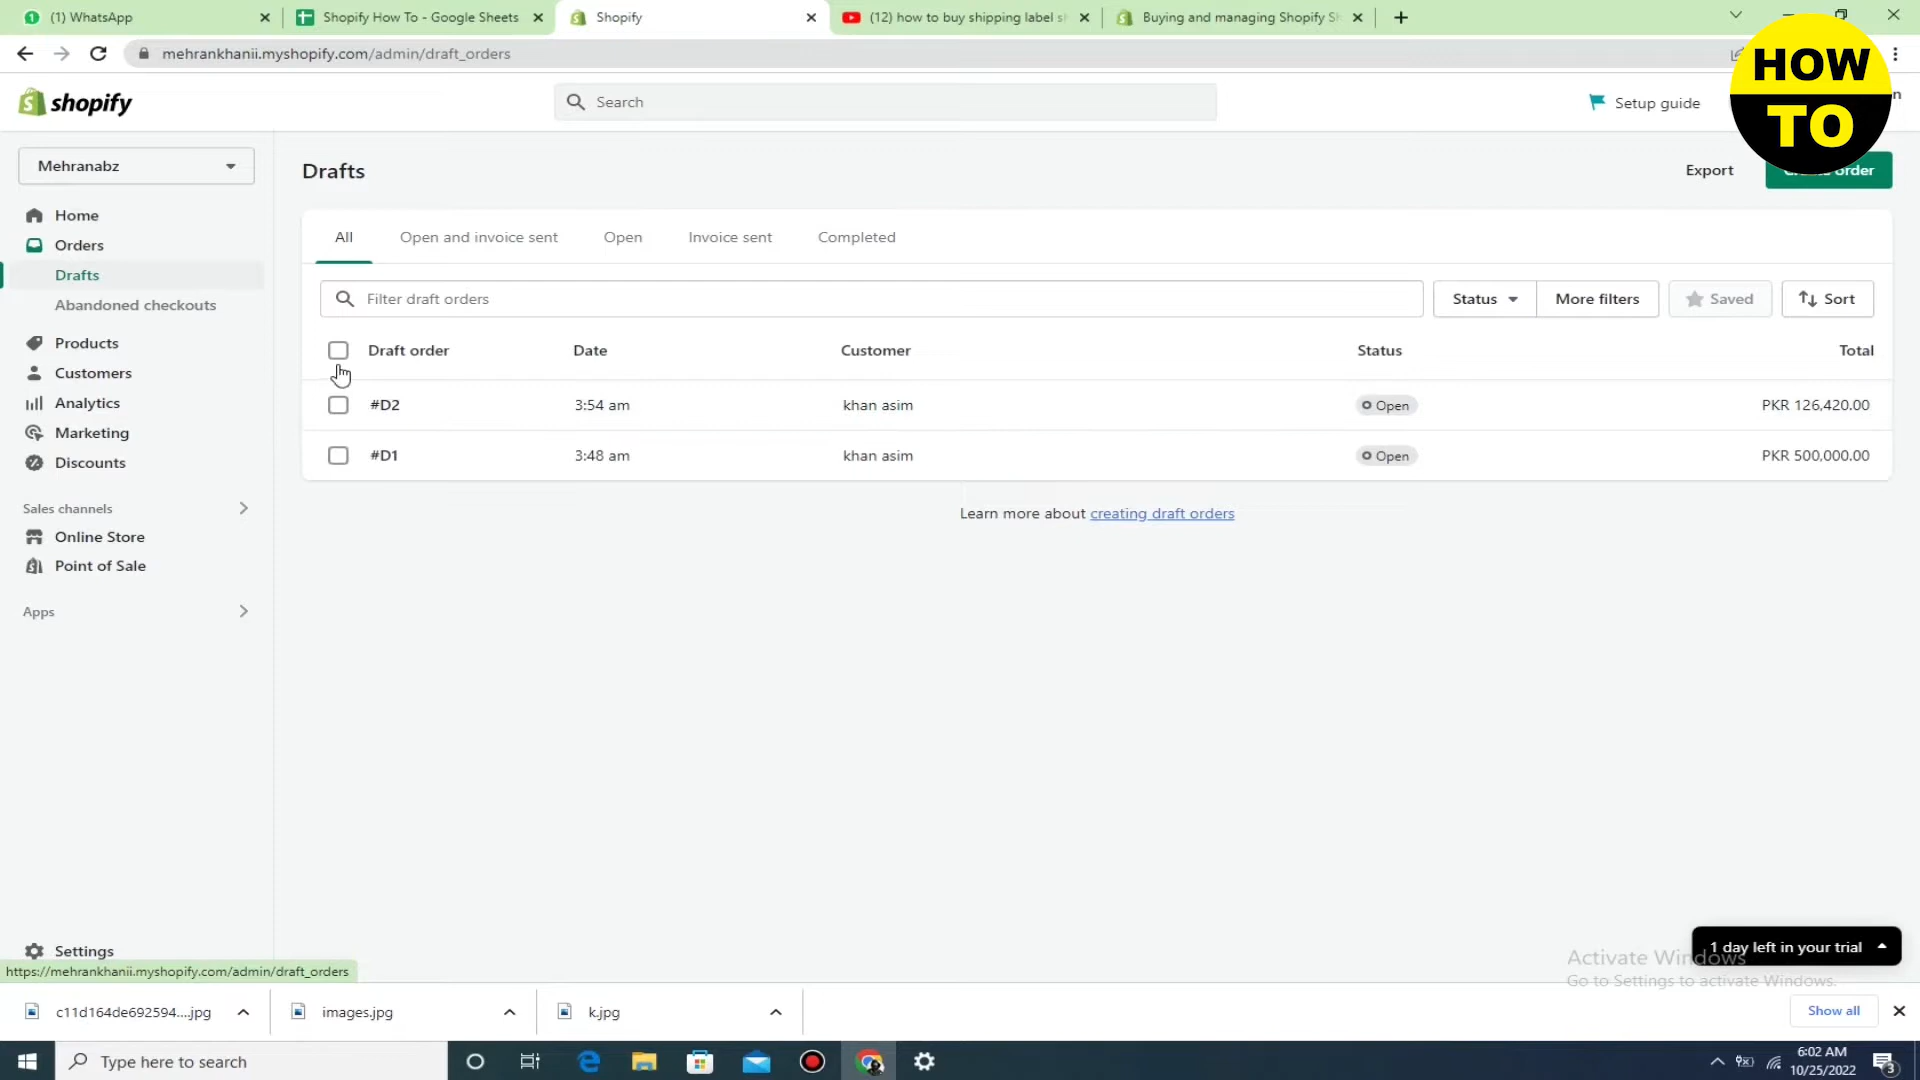 (1) WhatsApp
Shopify How To - Google Sheets
Shopify
(12) how to buy shipping label s
Buying and managing Shopify S
mehrankhanii.myshopify.com/admin/draft_orders
shopify
Search
Setup guide
HOW
TO
Mehranabz
Drafts
Export
order
Home
Orders
Drafts
Abandoned checkouts
Products
Customers
Analytics
Marketing
Discounts
Sales channels
Online Store
Point of Sale
Apps
Settings
All Open and invoice sent Open Invoice sent Completed
Filter draft orders Status More filters Saved Sort
Draft order Date Customer Status Total
#D2 3:54 am khan asim Open PKR 126,420.00
#D1 3:48 am khan asim Open PKR 500,000.00
Learn more about creating draft orders
1 day left in your trial
Activate Windows
Go to Settings to activate Windows.
https://mehrankhanii.myshopify.com/admin/draft_orders
c11d164de692594....jpg
images.jpg
k.jpg
Show all
Type here to search
6:02 AM
10/25/2022
3